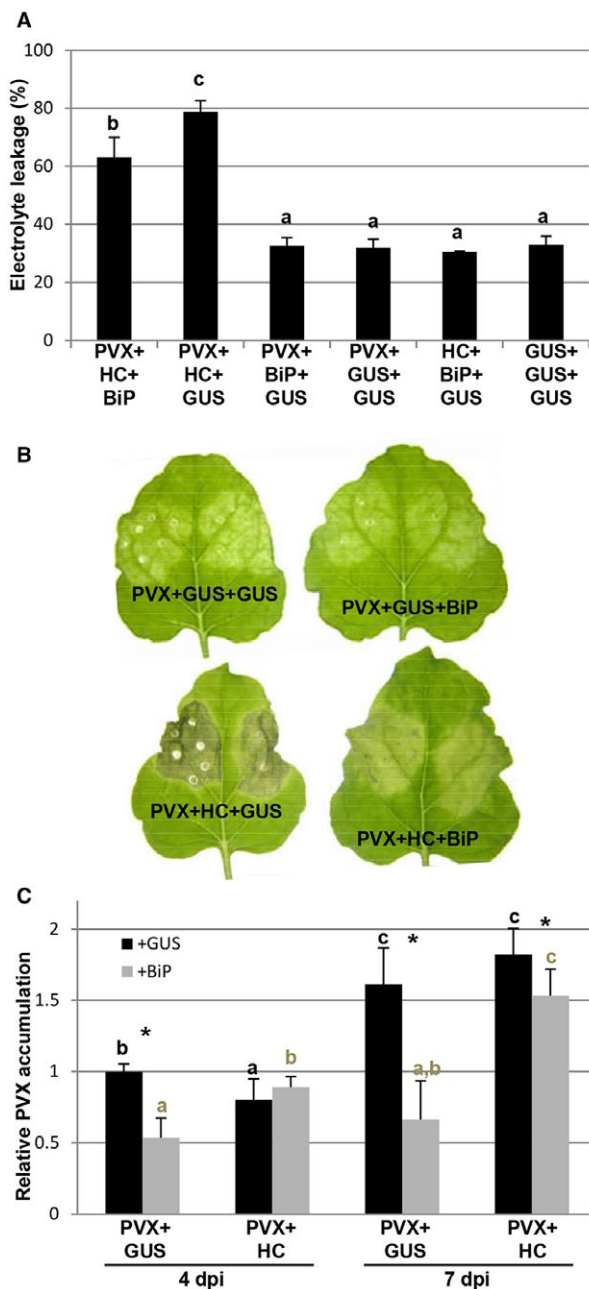 A
Electrolyte leakage (%)
100
80
60
40
20
0
b
c
a
a
a
a
PVX+ PVX+ PVX+ PVX+ HC+ GUS+
HC+ HC+ BiP+ GUS+ BiP+ GUS+
BiP GUS GUS GUS GUS GUS
B
PVX+GUS+GUS
PVX+GUS+BiP
PVX+HC+GUS
PVX+HC+BiP
C
Relative PVX accumulation
2
1.5
1
0.5
0
+GUS
+BiP
b
*
a
a
b
c
*
a,b
c
*
c
PVX+ PVX+ PVX+ PVX+
GUS HC GUS HC
4 dpi 7 dpi